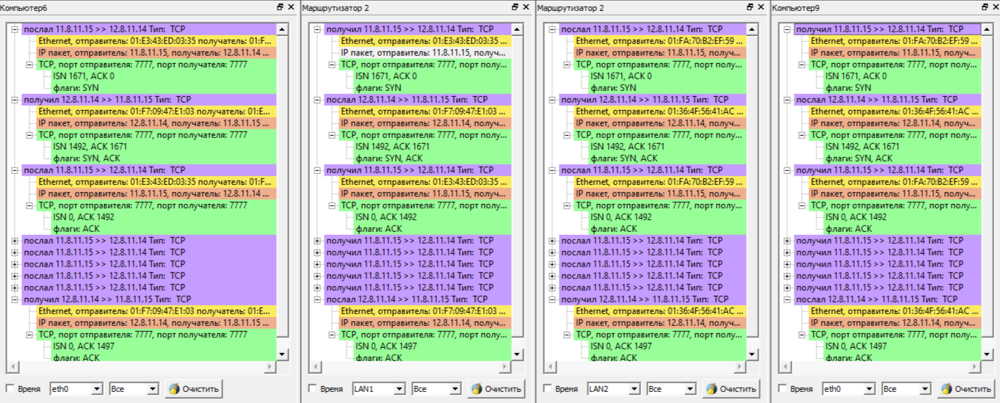 Компьютер6
послал 11.8.11.15 >> 12.8.11.14 Тип: TCP
Ethernet, отправитель: 01:E3:43:ED:03:35 получатель: 01:F...
IP пакет, отправитель: 11.8.11.15, получатель: 12.8.11.14 ...
TCP, порт отправителя: 7777, порт получателя: 7777
ISN 1671, ACK 0
флаги: SYN
получил 12.8.11.14 >> 11.8.11.15 Тип: TCP
Ethernet, отправитель: 01:F7:09:47:E1:03 получатель: 01:E...
IP пакет, отправитель: 12.8.11.14, получатель: 11.8.11.15 ...
TCP, порт отправителя: 7777, порт получателя: 7777
ISN 1492, ACK 1671
флаги: SYN, ACK
послал 11.8.11.15 >> 12.8.11.14 Тип: TCP
Ethernet, отправитель: 01:E3:43:ED:03:35 получатель: 01:F...
IP пакет, отправитель: 11.8.11.15, получатель: 12.8.11.14 ...
TCP, порт отправителя: 7777, порт получателя: 7777
ISN 0, ACK 1492
флаги: ACK
послал 11.8.11.15 >> 12.8.11.14 Тип: TCP
послал 11.8.11.15 >> 12.8.11.14 Тип: TCP
послал 11.8.11.15 >> 12.8.11.14 Тип: TCP
послал 11.8.11.15 >> 12.8.11.14 Тип: TCP
послал 11.8.11.15 >> 12.8.11.14 Тип: TCP
получил 12.8.11.14 >> 11.8.11.15 Тип: TCP
Ethernet, отправитель: 01:F7:09:47:E1:03 получатель: 01:E...
IP пакет, отправитель: 12.8.11.14, получатель: 11.8.11.15 ...
TCP, порт отправителя: 7777, порт получателя: 7777
ISN 0, ACK 1497
флаги: ACK
Время eth0 Все Очистить
Маршрутизатор 2
получил 11.8.11.15 >> 12.8.11.14 Тип: TCP
Ethernet, отправитель: 01:E3:43:ED:03:35 ...
IP пакет, отправитель: 11.8.11.15, получ...
TCP, порт отправителя: 7777, порт полу...
ISN 1671, ACK 0
флаги: SYN
послал 12.8.11.14 >> 11.8.11.15 Тип: TCP
Ethernet, отправитель: 01:F7:09:47:E1:03 ...
IP пакет, отправитель: 12.8.11.14, получ...
TCP, порт отправителя: 7777, порт полу...
ISN 1492, ACK 1671
флаги: SYN, ACK
получил 11.8.11.15 >> 12.8.11.14 Тип: TCP
Ethernet, отправитель: 01:E3:43:ED:03:35 ...
IP пакет, отправитель: 11.8.11.15, получ...
TCP, порт отправителя: 7777, порт полу...
ISN 0, ACK 1492
флаги: ACK
получил 11.8.11.15 >> 12.8.11.14 Тип: TCP
получил 11.8.11.15 >> 12.8.11.14 Тип: TCP
получил 11.8.11.15 >> 12.8.11.14 Тип: TCP
получил 11.8.11.15 >> 12.8.11.14 Тип: TCP
получил 11.8.11.15 >> 12.8.11.14 Тип: TCP
послал 12.8.11.14 >> 11.8.11.15 Тип: TCP
Ethernet, отправитель: 01:F7:09:47:E1:03 ...
IP пакет, отправитель: 12.8.11.14, получ...
TCP, порт отправителя: 7777, порт полу...
ISN 0, ACK 1497
флаги: ACK
Время LAN1 Все Очистить
Маршрутизатор 2
послал 11.8.11.15 >> 12.8.11.14 Тип: TCP
Ethernet, отправитель: 01:FA:70:B2:EF:59 ...
IP пакет, отправитель: 11.8.11.15, получ...
TCP, порт отправителя: 7777, порт полу...
ISN 1671, ACK 0
флаги: SYN
получил 12.8.11.14 >> 11.8.11.15 Тип: TCP
Ethernet, отправитель: 01:36:4F:56:41:AC ...
IP пакет, отправитель: 12.8.11.14, получ...
TCP, порт отправителя: 7777, порт полу...
ISN 1492, ACK 1671
флаги: SYN, ACK
послал 11.8.11.15 >> 12.8.11.14 Тип: TCP
Ethernet, отправитель: 01:FA:70:B2:EF:59 ...
IP пакет, отправитель: 11.8.11.15, получ...
TCP, порт отправителя: 7777, порт полу...
ISN 0, ACK 1492
флаги: ACK
послал 11.8.11.15 >> 12.8.11.14 Тип: TCP
послал 11.8.11.15 >> 12.8.11.14 Тип: TCP
послал 11.8.11.15 >> 12.8.11.14 Тип: TCP
послал 11.8.11.15 >> 12.8.11.14 Тип: TCP
послал 11.8.11.15 >> 12.8.11.14 Тип: TCP
получил 12.8.11.14 >> 11.8.11.15 Тип: TCP
Ethernet, отправитель: 01:36:4F:56:41:AC ...
IP пакет, отправитель: 12.8.11.14, получ...
TCP, порт отправителя: 7777, порт полу...
ISN 0, ACK 1497
флаги: ACK
Время LAN2 Все Очистить
Компьютер9
получил 11.8.11.15 >> 12.8.11.14 Тип: TCP
Ethernet, отправитель: 01:FA:70:B2:EF:59 ...
IP пакет, отправитель: 11.8.11.15, получ...
TCP, порт отправителя: 7777, порт полу...
ISN 1671, ACK 0
флаги: SYN
послал 12.8.11.14 >> 11.8.11.15 Тип: TCP
Ethernet, отправитель: 01:36:4F:56:41:AC ...
IP пакет, отправитель: 12.8.11.14, получ...
TCP, порт отправителя: 7777, порт полу...
ISN 1492, ACK 1671
флаги: SYN, ACK
получил 11.8.11.15 >> 12.8.11.14 Тип: TCP
Ethernet, отправитель: 01:FA:70:B2:EF:59 ...
IP пакет, отправитель: 11.8.11.15, получ...
TCP, порт отправителя: 7777, порт полу...
ISN 0, ACK 1492
флаги: ACK
получил 11.8.11.15 >> 12.8.11.14 Тип: TCP
получил 11.8.11.15 >> 12.8.11.14 Тип: TCP
получил 11.8.11.15 >> 12.8.11.14 Тип: TCP
получил 11.8.11.15 >> 12.8.11.14 Тип: TCP
получил 11.8.11.15 >> 12.8.11.14 Тип: TCP
послал 12.8.11.14 >> 11.8.11.15 Тип: TCP
Ethernet, отправитель: 01:36:4F:56:41:AC ...
IP пакет, отправитель: 12.8.11.14, получ...
TCP, порт отправителя: 7777, порт полу...
ISN 0, ACK 1497
флаги: ACK
Время eth0 Все Очистить